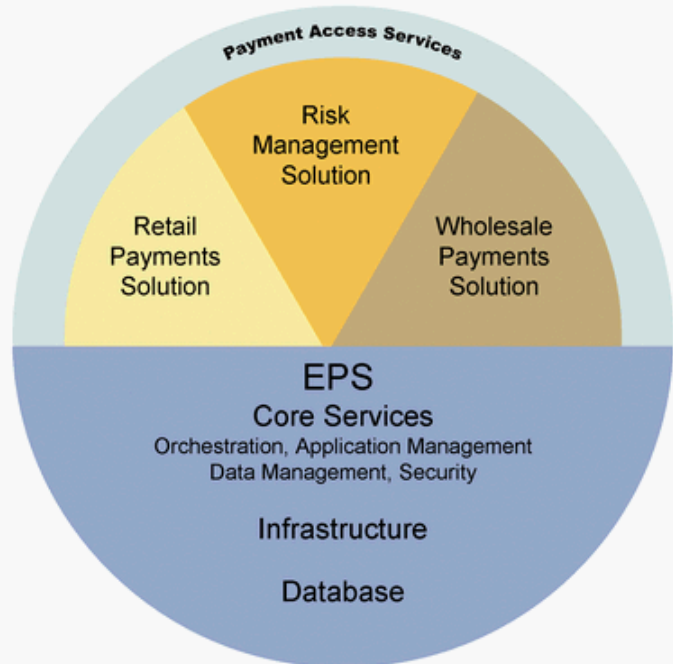 Payment Access Services
Risk
Management
Solution
Retail
Payments
Solution
Wholesale
Payments
Solution
EPS
Core Services
Orchestration, Application Management
Data Management, Security
Infrastructure
Database